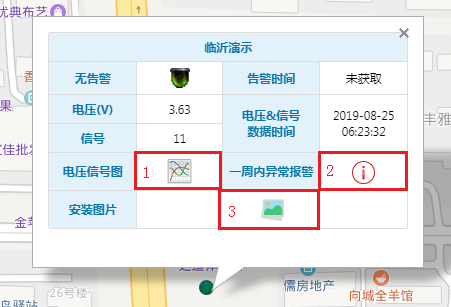 优典布艺
临沂演示
无告警 告警时间 未获取
电压(V) 3.63 电压&信号
数据时间 2019-08-25
06:23:32
信号 11
电压信号图 1 一周内异常报警 2
安装图片 3
香
果
宜佳批发
丰雅
金苹
26号楼
鸟驿站
儒房地产
向城全羊馆